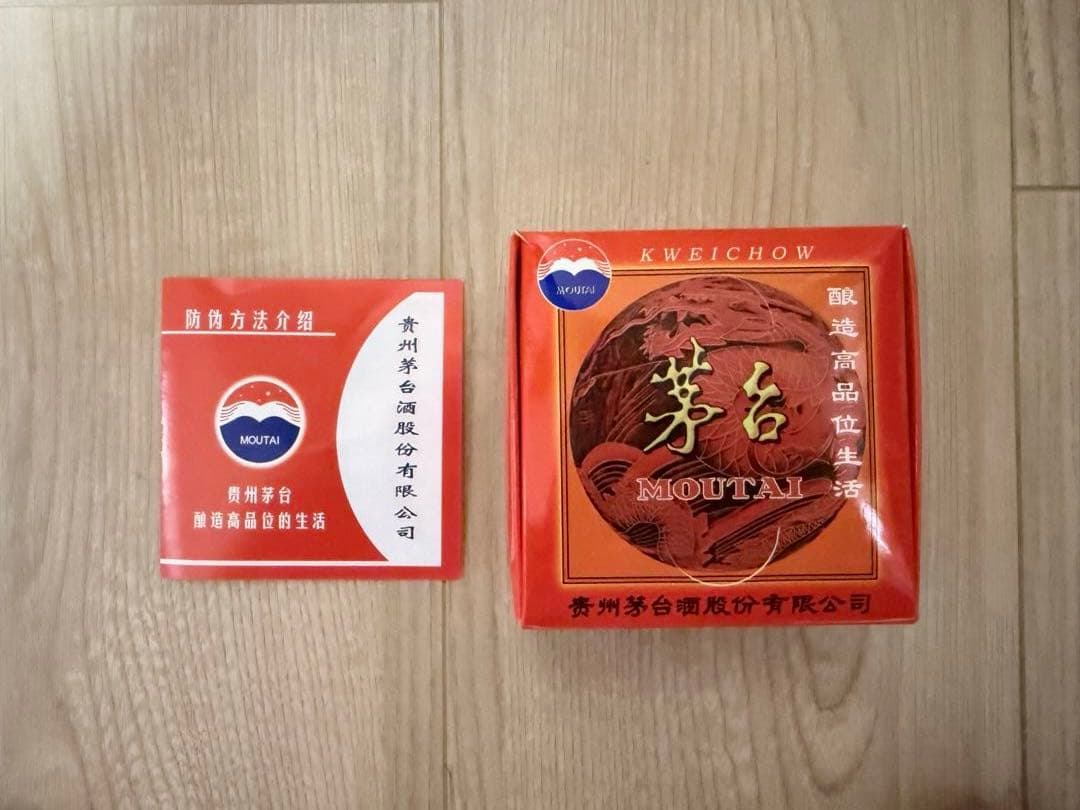 防伪方法介绍
MOUTAI
贵州茅台
酿造高品位的生活
贵州茅台酒股份有限公司
KWEICHOW
MOUTAI
酿造高品位生活
茅台
MOUTAI
贵州茅台酒股份有限公司